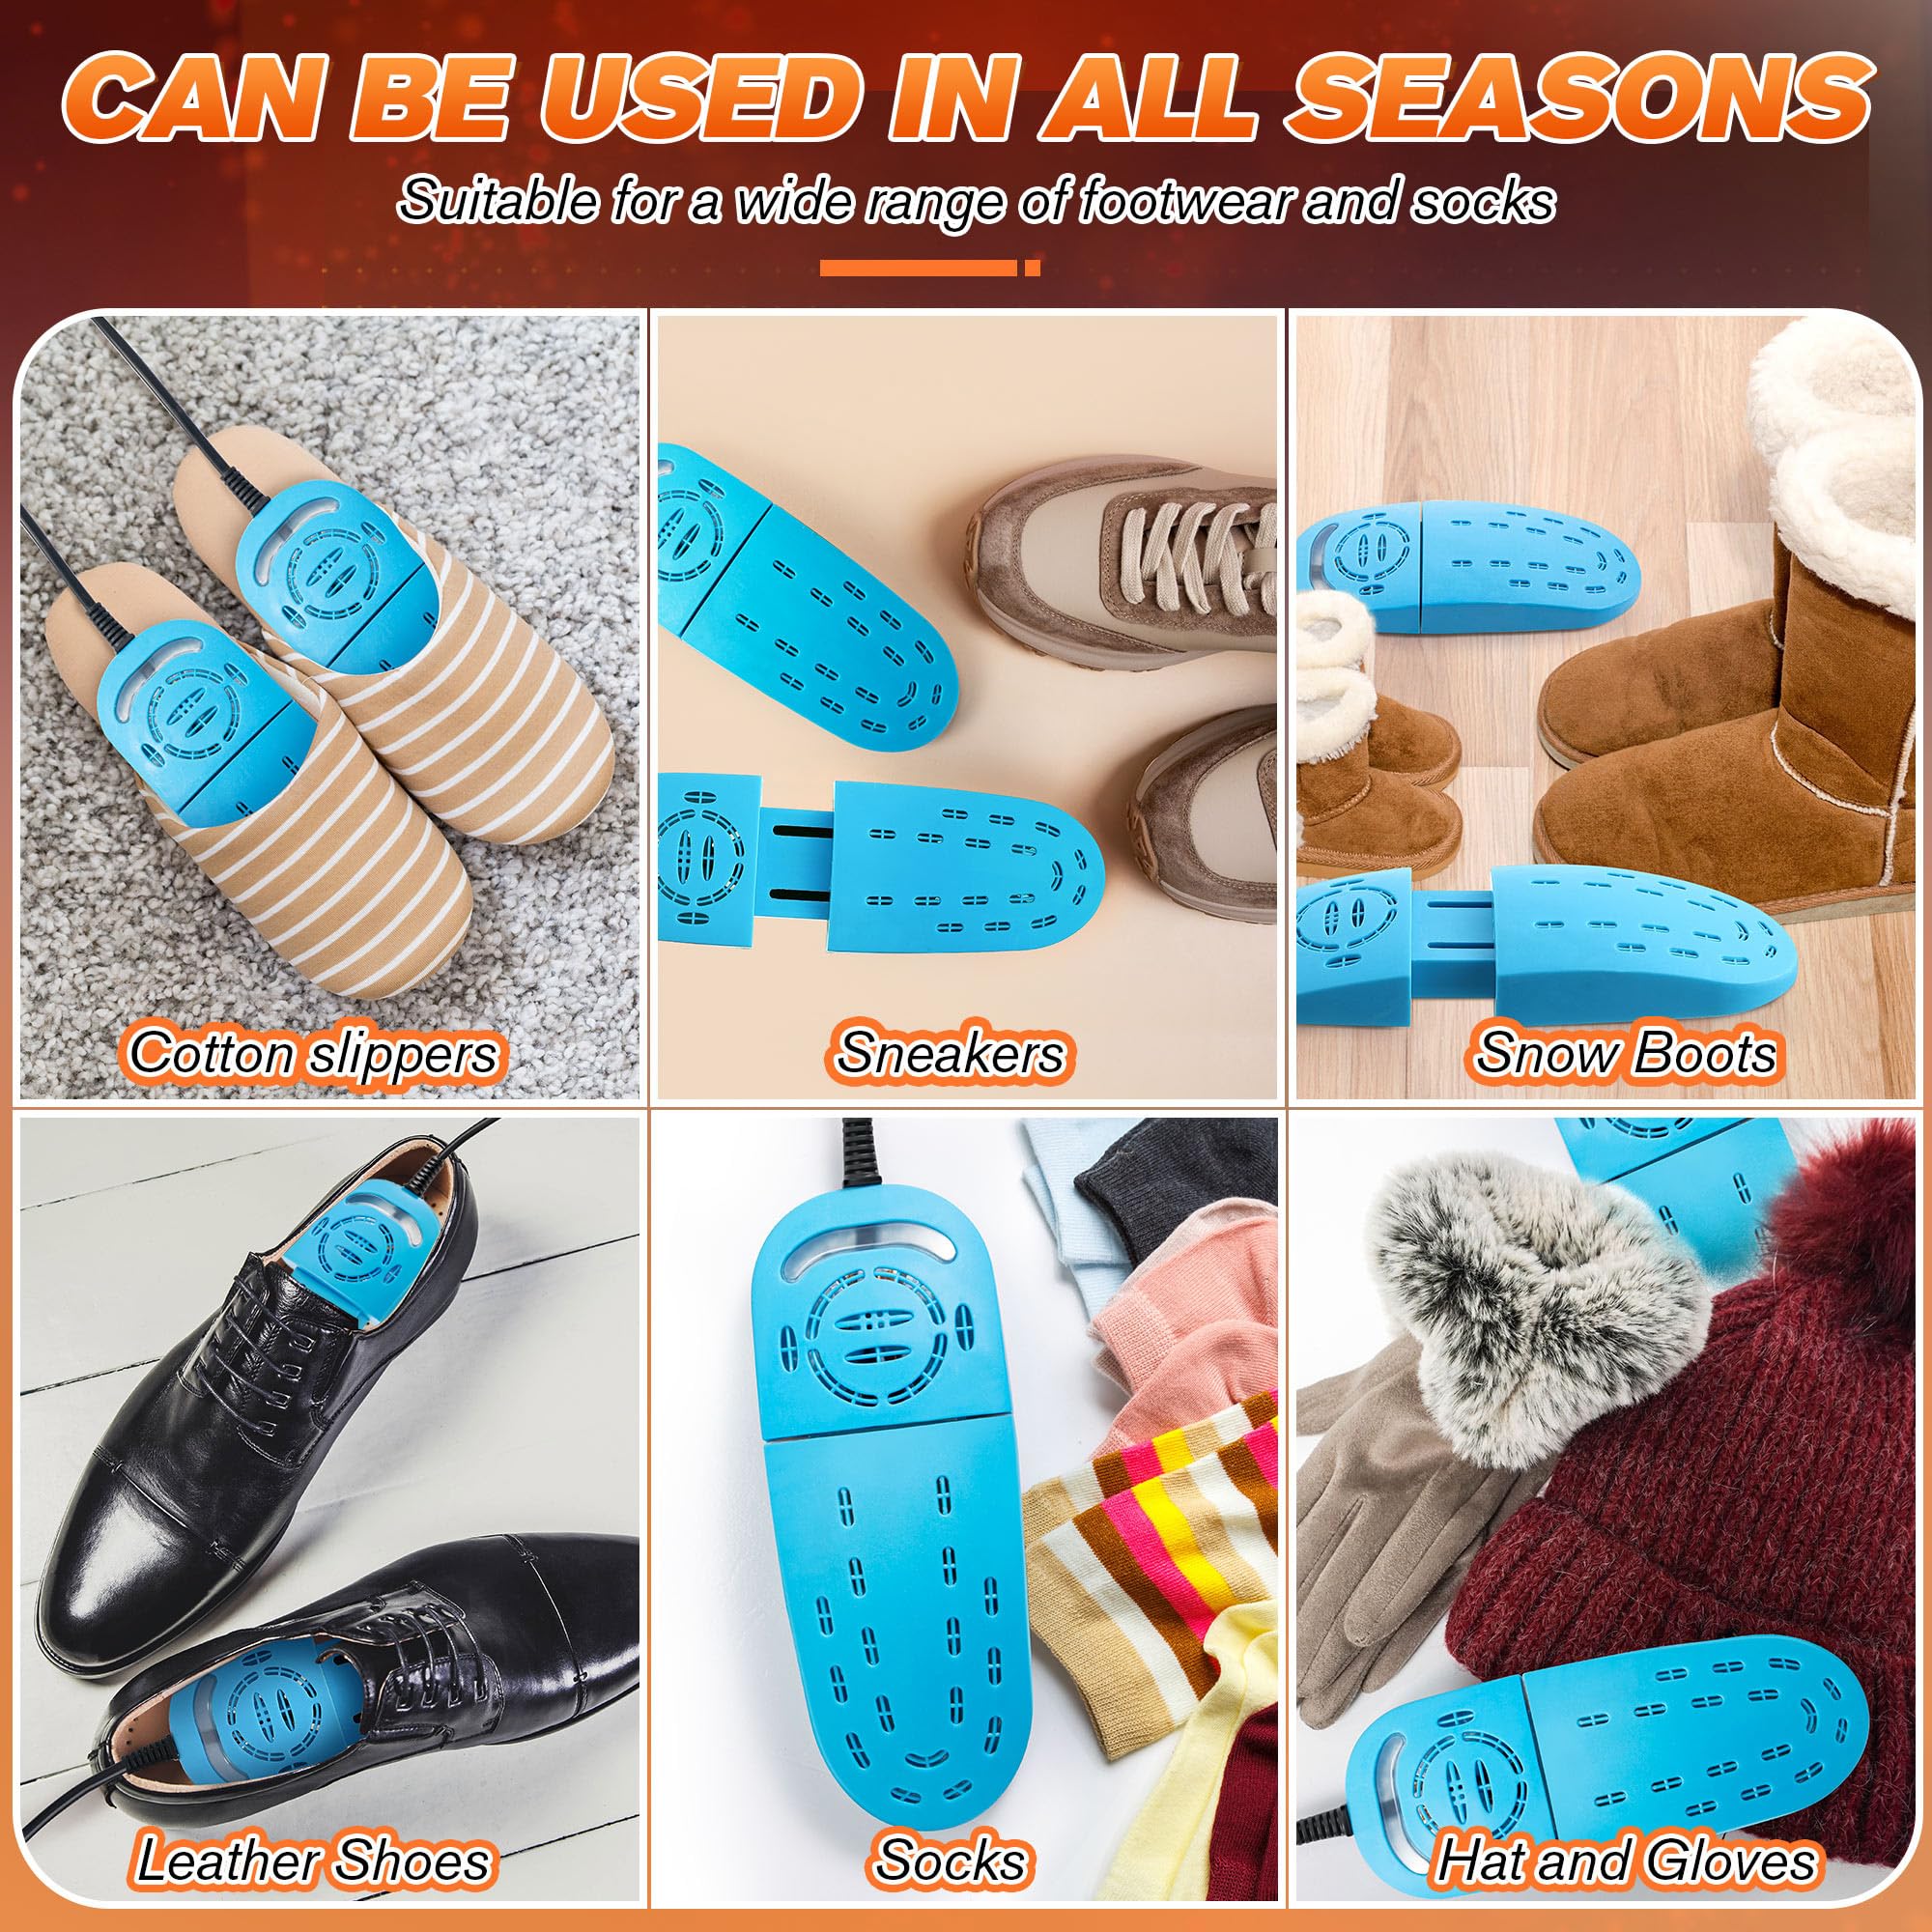 CAN BE USED IN ALL SEASONS
Suitable for a wide range of footwear and socks
Cotton slippers
Sneakers
Snow Boots
Leather Shoes
Socks
Hat and Gloves